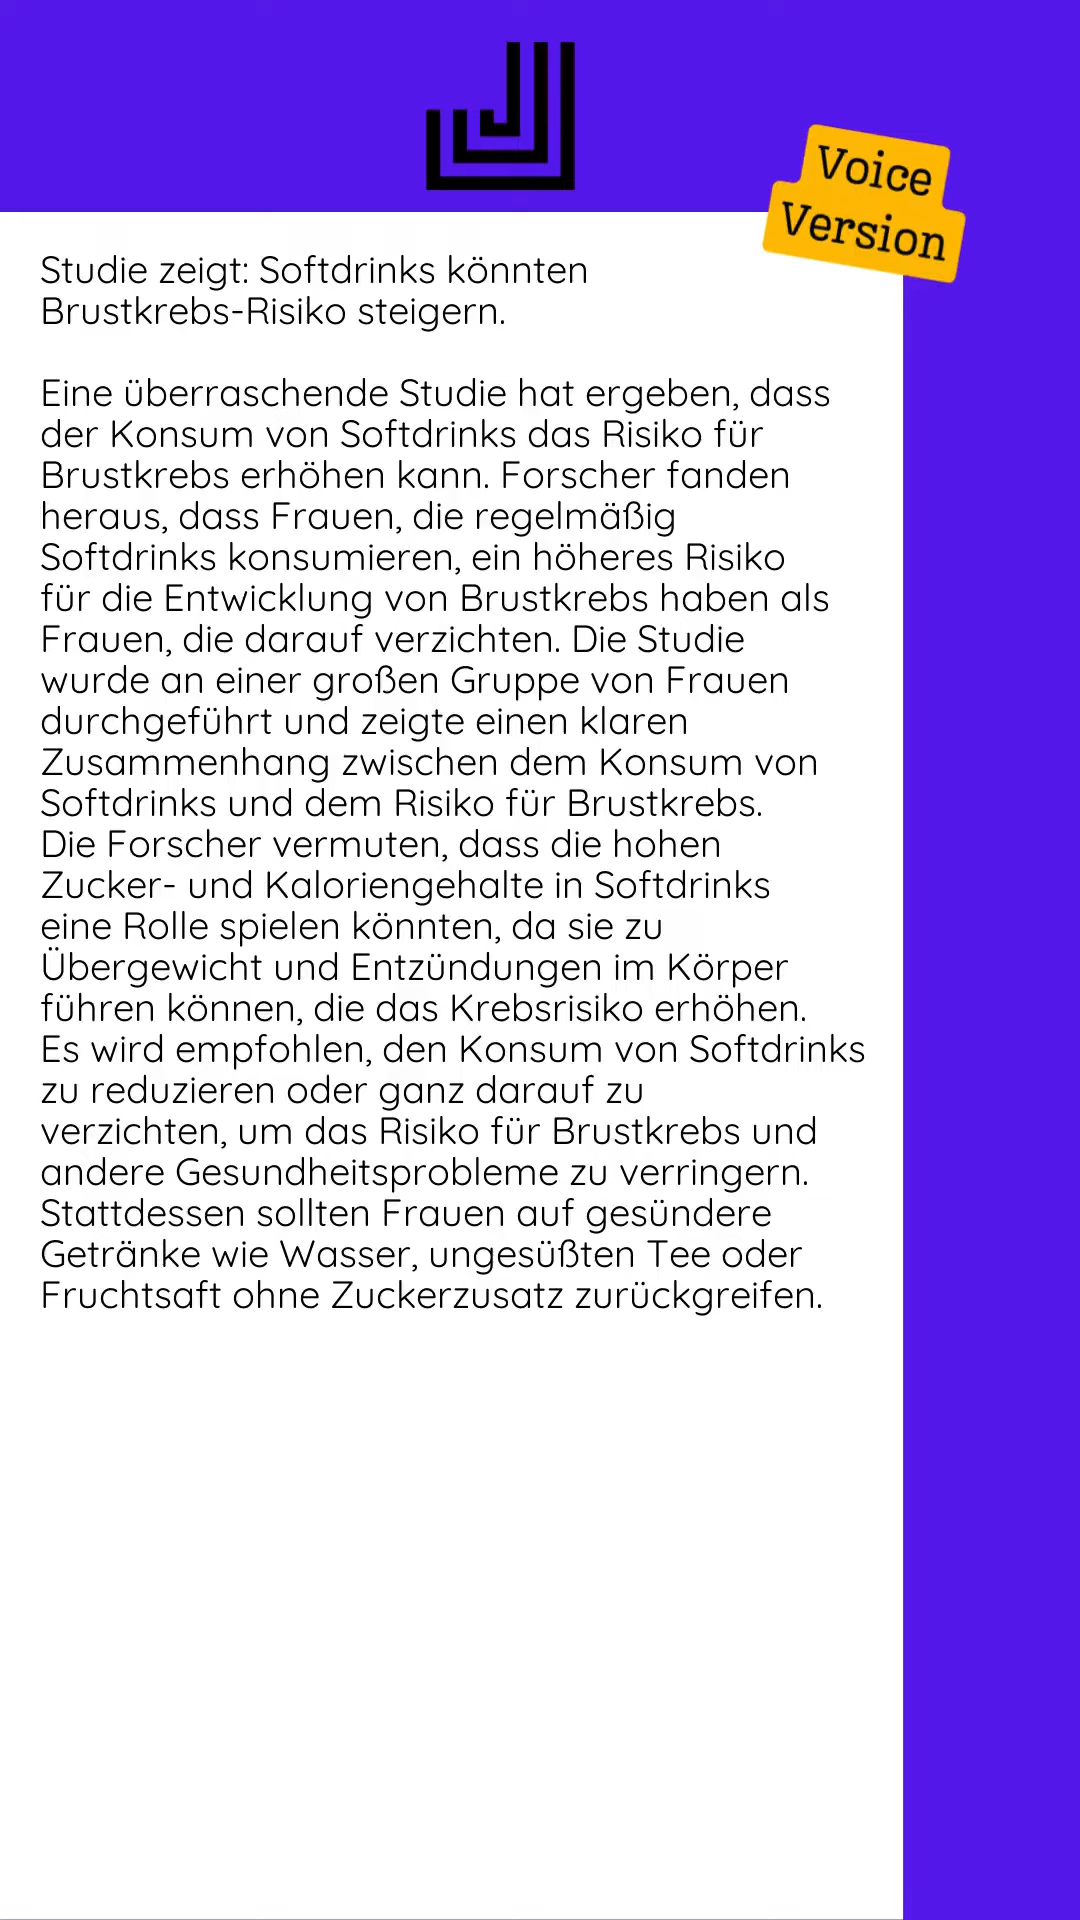 Voice
Version
Studie zeigt: Softdrinks könnten
Brustkrebs-Risiko steigern.
Eine überraschende Studie hat ergeben, dass
der Konsum von Softdrinks das Risiko für
Brustkrebs erhöhen kann. Forscher fanden
heraus, dass Frauen, die regelmäßig
Softdrinks konsumieren, ein höheres Risiko
für die Entwicklung von Brustkrebs haben als
Frauen, die darauf verzichten. Die Studie
wurde an einer großen Gruppe von Frauen
durchgeführt und zeigte einen klaren
Zusammenhang zwischen dem Konsum von
Softdrinks und dem Risiko für Brustkrebs.
Die Forscher vermuten, dass die hohen
Zucker- und Kaloriengehalte in Softdrinks
eine Rolle spielen könnten, da sie zu
Übergewicht und Entzündungen im Körper
führen können, die das Krebsrisiko erhöhen.
Es wird empfohlen, den Konsum von Softdrinks
zu reduzieren oder ganz darauf zu
verzichten, um das Risiko für Brustkrebs und
andere Gesundheitsprobleme zu verringern.
Stattdessen sollten Frauen auf gesündere
Getränke wie Wasser, ungesüßten Tee oder
Fruchtsaft ohne Zuckerzusatz zurückgreifen.